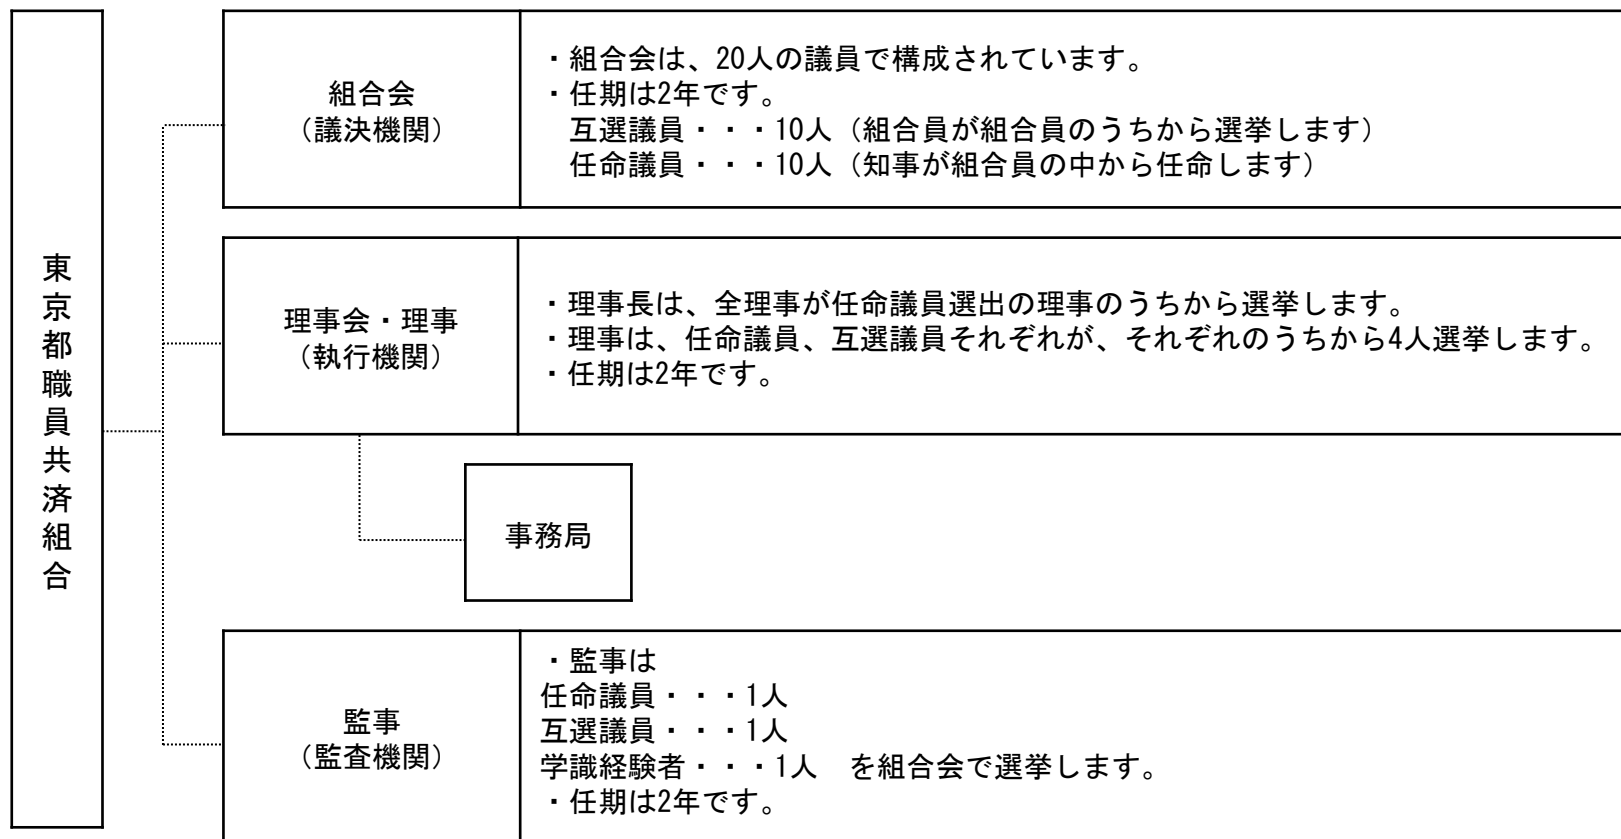 東京都職員共済組合
組合会
（議決機関）
・組合会は、20人の議員で構成されています。
・任期は2年です。
互選議員・・・10人（組合員が組合員のうちから選挙します）
任命議員・・・10人（知事が組合員の中から任命します）
理事会・理事
（執行機関）
・理事長は、全理事が任命議員選出の理事のうちから選挙します。
・理事は、任命議員、互選議員それぞれが、それぞれのうちから4人選挙します。
・任期は2年です。
事務局
監事
（監査機関）
・監事は
任命議員・・・1人
互選議員・・・1人
学識経験者・・・1人　を組合会で選挙します。
・任期は2年です。